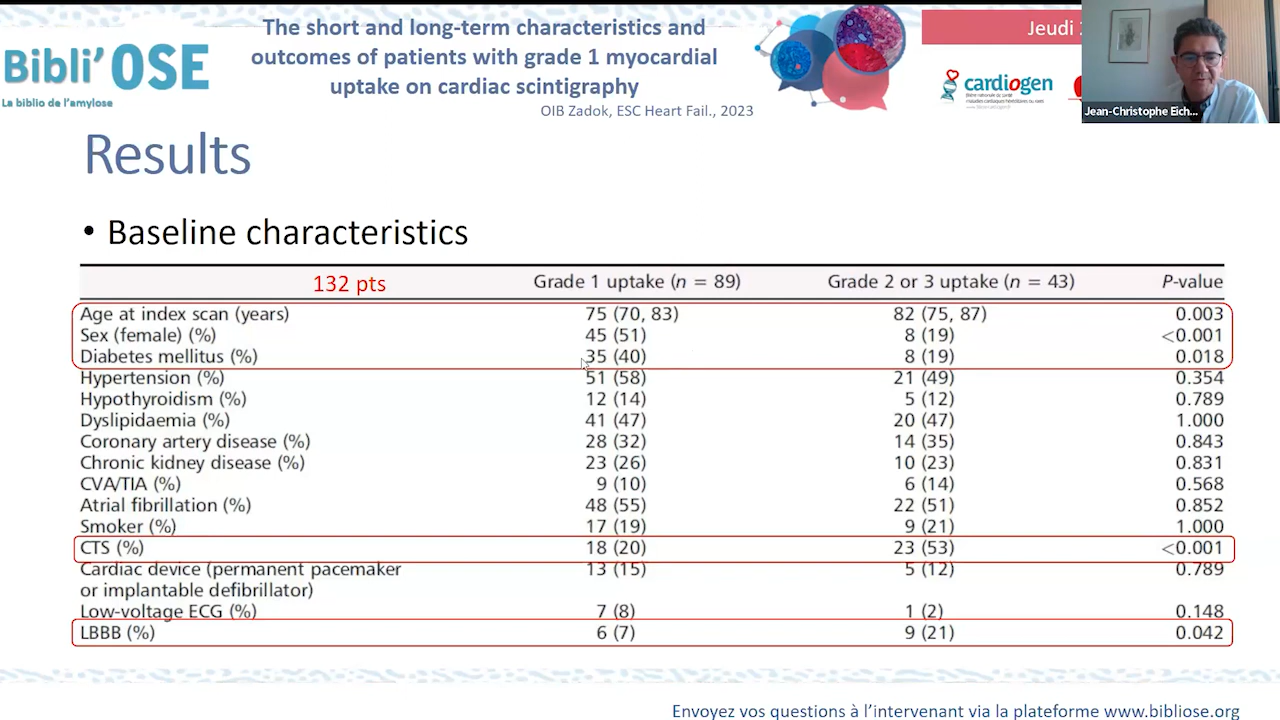 The short and long-term characteristics and
outcomes of patients with grade 1 myocardial
uptake on cardiac scintigraphy
OIB Zadok, ESC Heart Fail., 2023
Bibli'OSE
La biblio de l'amylose
Jeudi
cardiogen
Jean-Christophe Eich...
Results
• Baseline characteristics
132 pts Grade 1 uptake (n = 89) Grade 2 or 3 uptake (n = 43) P-value
Age at index scan (years) 75 (70, 83) 82 (75, 87) 0.003
Sex (female) (%) 45 (51) 8 (19) <0.001
Diabetes mellitus (%) 35 (40) 8 (19) 0.018
Hypertension (%) 51 (58) 21 (49) 0.354
Hypothyroidism (%) 12 (14) 5 (12) 0.789
Dyslipidaemia (%) 41 (47) 20 (47) 1.000
Coronary artery disease (%) 28 (32) 14 (35) 0.843
Chronic kidney disease (%) 23 (26) 10 (23) 0.831
CVA/TIA (%) 9 (10) 6 (14) 0.568
Atrial fibrillation (%) 48 (55) 22 (51) 0.852
Smoker (%) 17 (19) 9 (21) 1.000
CTS (%) 18 (20) 23 (53) <0.001
Cardiac device (permanent pacemaker 13 (15) 5 (12) 0.789
or implantable defibrillator)
Low-voltage ECG (%) 7 (8) 1 (2) 0.148
LBBB (%) 6 (7) 9 (21) 0.042
Envoyez vos questions à l'intervenant via la plateforme www.bibliose.org